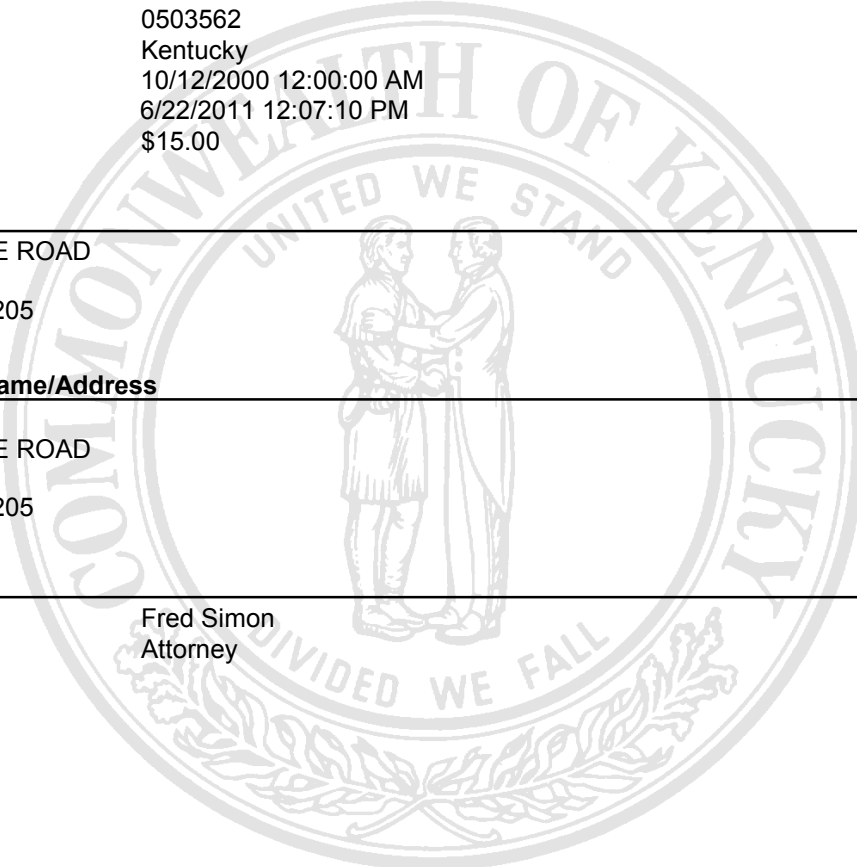 0503562
Kentucky
10/12/2000 12:00:00 AM
6/22/2011 12:07:10 PM
$15.00
COMMONWEALTH OF KENTUCKY
UNITED WE STAND
E ROAD
205
ame/Address
E ROAD
205
Fred Simon
Attorney
DIVIDED WE FALL